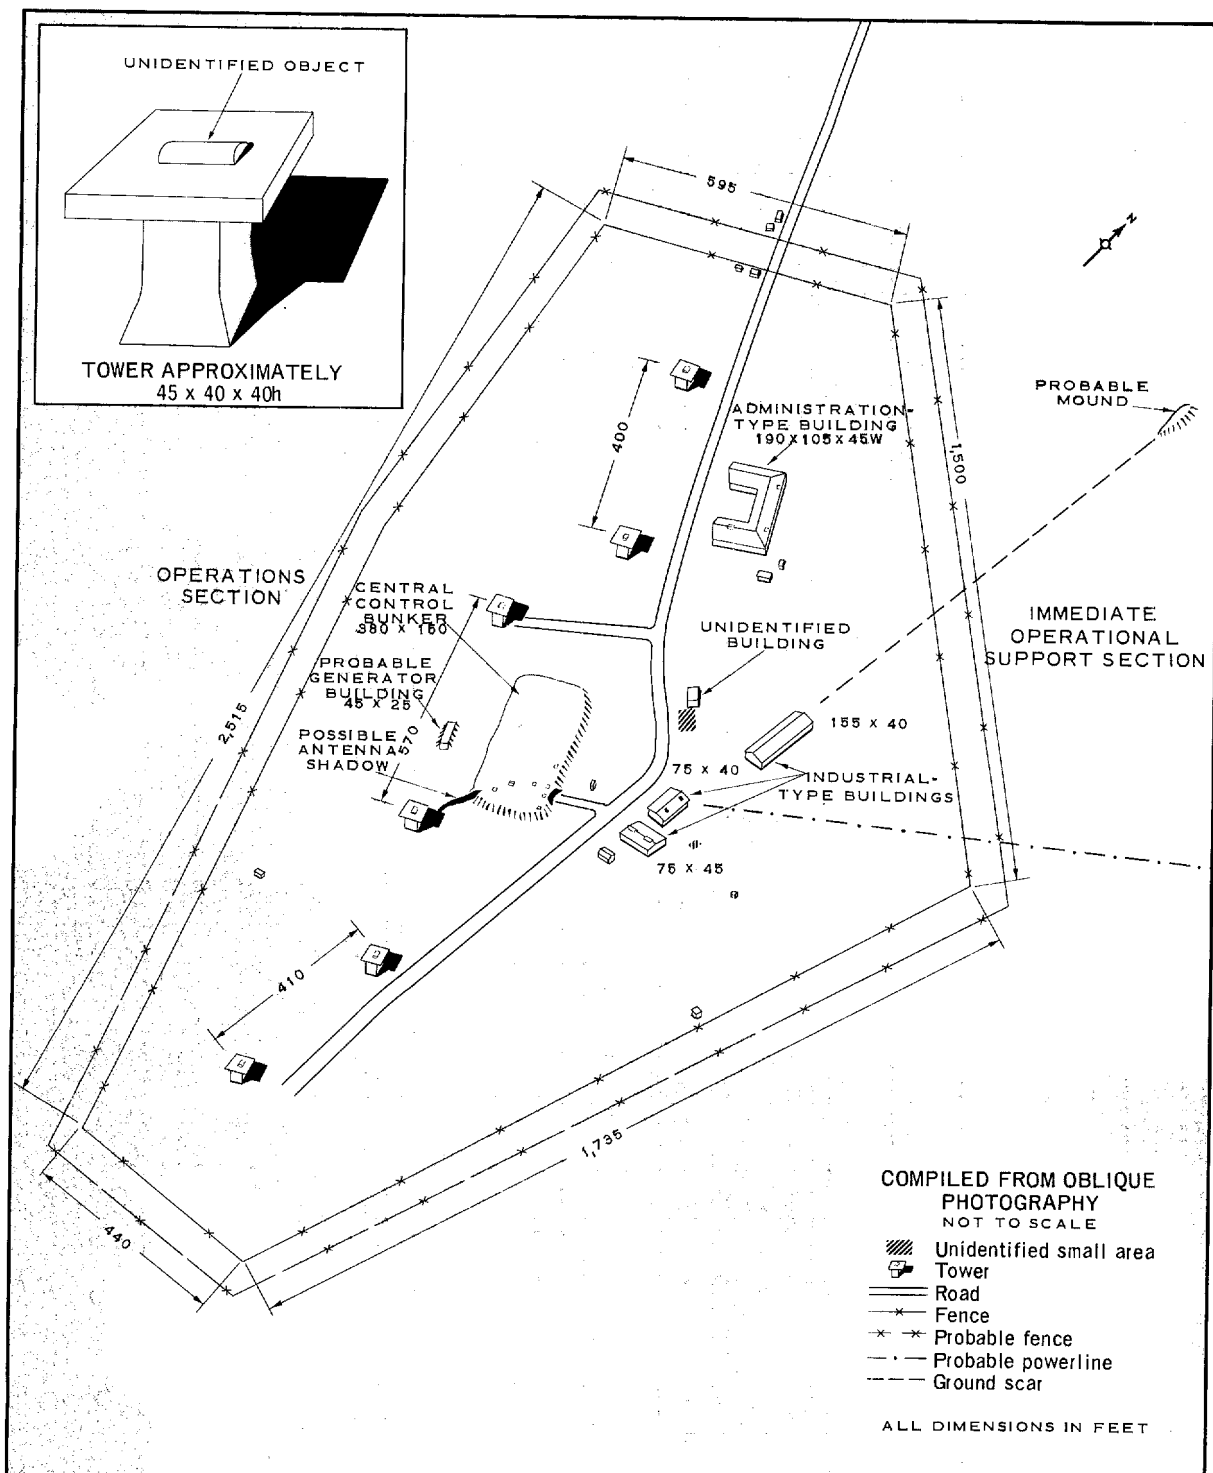 UNIDENTIFIED OBJECT
TOWER APPROXIMATELY
45 x 40 x 40h
595
N
PROBABLE
MOUND
ADMINISTRATION-
TYPE BUILDING
190 X 105 X 45W
400
1,500
OPERATIONS
SECTION
CENTRAL
CONTROL
BUNKER
380 X 150
UNIDENTIFIED
BUILDING
IMMEDIATE
OPERATIONAL
SUPPORT SECTION
PROBABLE
GENERATOR
BUILDING
45 X 25
2,515
570
POSSIBLE
ANTENNA
SHADOW
155 X 40
75 X 40
INDUSTRIAL-
TYPE BUILDINGS
75 X 45
410
1,735
440
COMPILED FROM OBLIQUE
PHOTOGRAPHY
NOT TO SCALE
Unidentified small area
Tower
Road
Fence
Probable fence
Probable powerline
Ground scar
ALL DIMENSIONS IN FEET